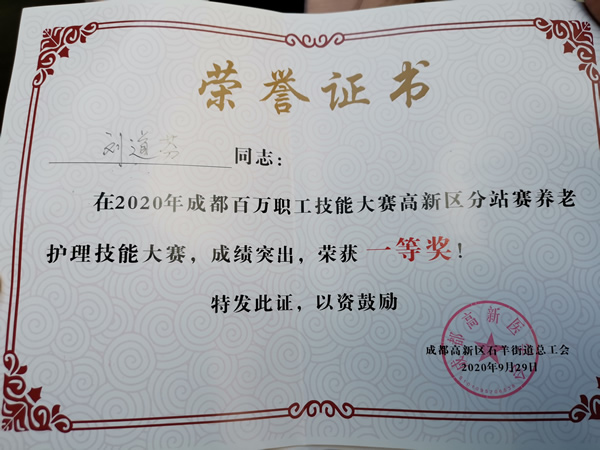 荣誉证书
刘道芬 同志：
在2020年成都百万职工技能大赛高新区分站赛养老
护理技能大赛，成绩突出，荣获 一等奖！
特发此证，以资鼓励
成都高新区石羊街道总工会
2020年9月29日